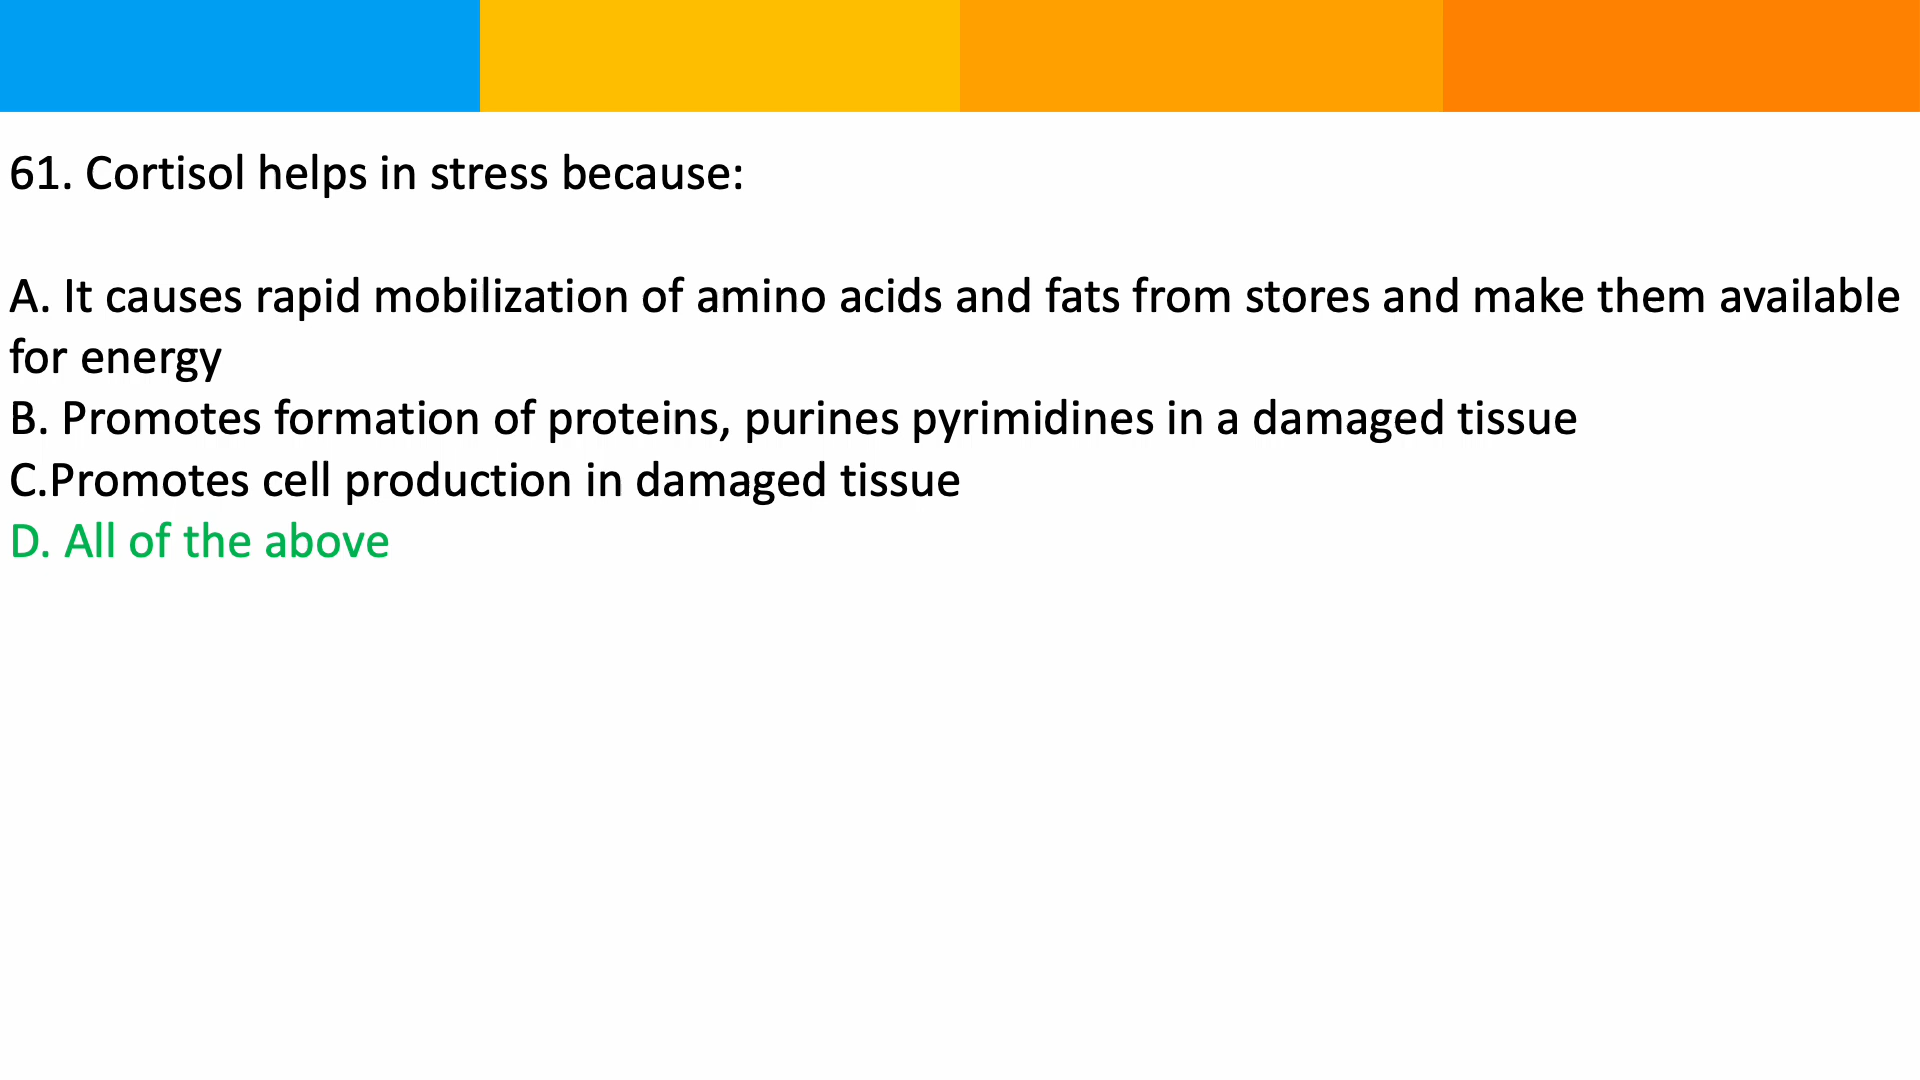 61. Cortisol helps in stress because:
A. It causes rapid mobilization of amino acids and fats from stores and make them available
for energy
B. Promotes formation of proteins, purines pyrimidines in a damaged tissue
C.Promotes cell production in damaged tissue
D. All of the above